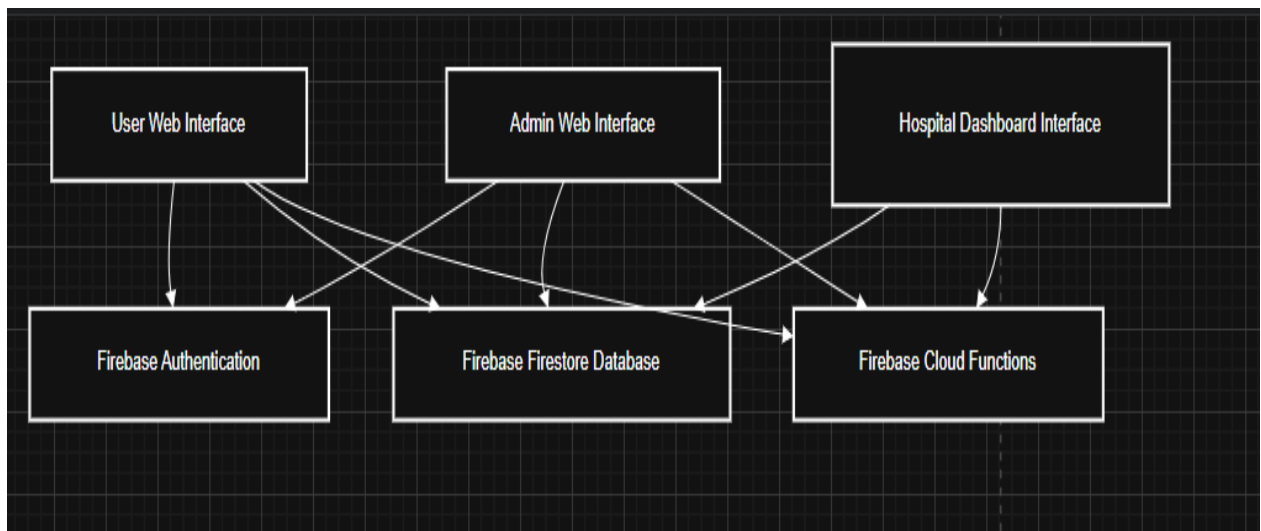 User Web Interface
Admin Web Interface
Hospital Dashboard Interface
Firebase Authentication
Firebase Firestore Database
Firebase Cloud Functions